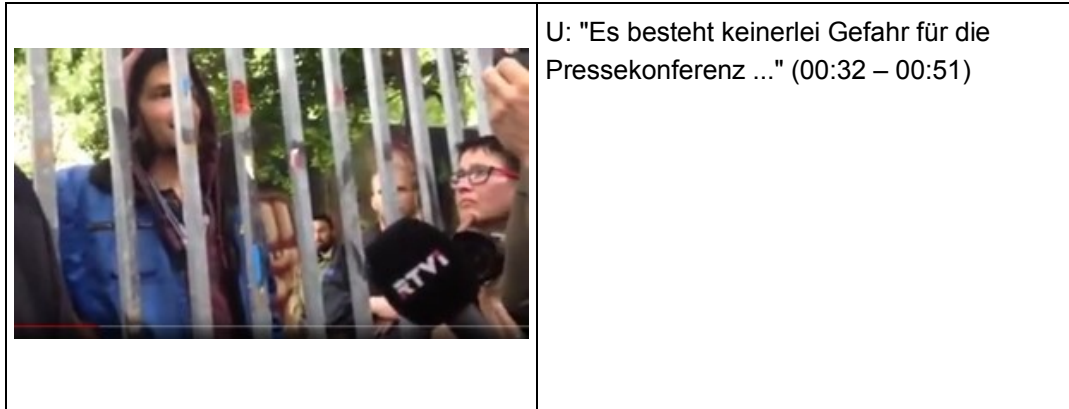 U: "Es besteht keinerlei Gefahr für die
Pressekonferenz ..." (00:32 – 00:51)
RTVi